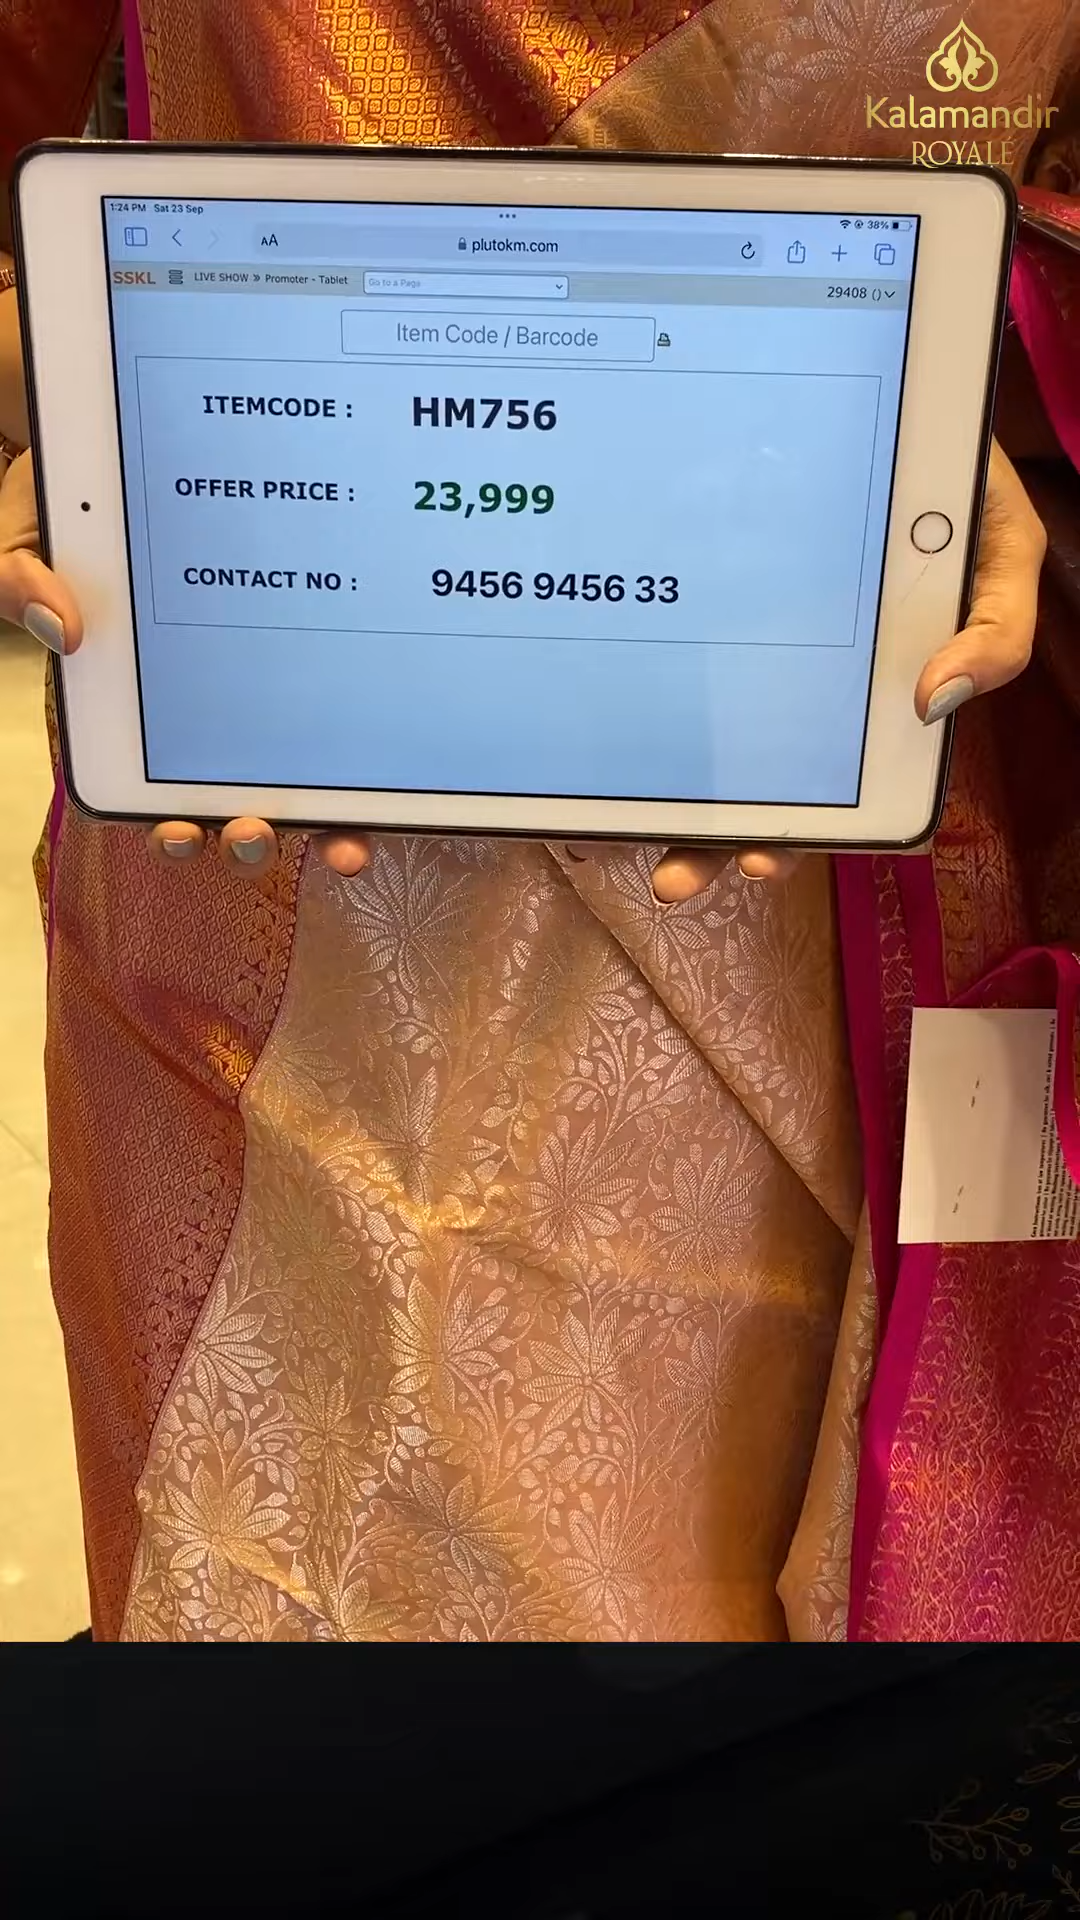 Kalamandir
ROYALE
1:24 PM Sat 23 Sep
38%
AA
plutokm.com
SSKL
LIVE SHOW » Promoter - Tablet
Go to a Page
29408 ()
Item Code / Barcode
ITEMCODE : HM756
OFFER PRICE : 23,999
CONTACT NO : 9456 9456 33